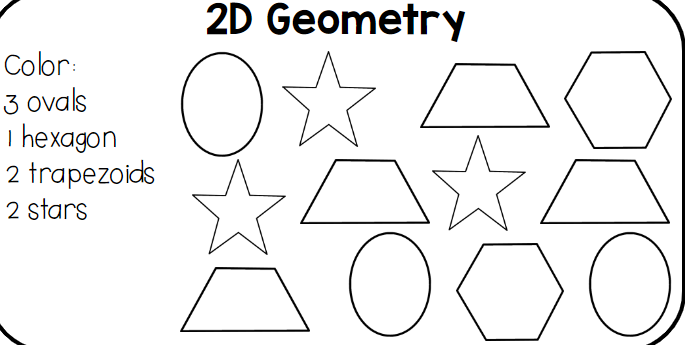 2D Geometry
Color:
3 ovals
1 hexagon
2 trapezoids
2 stars